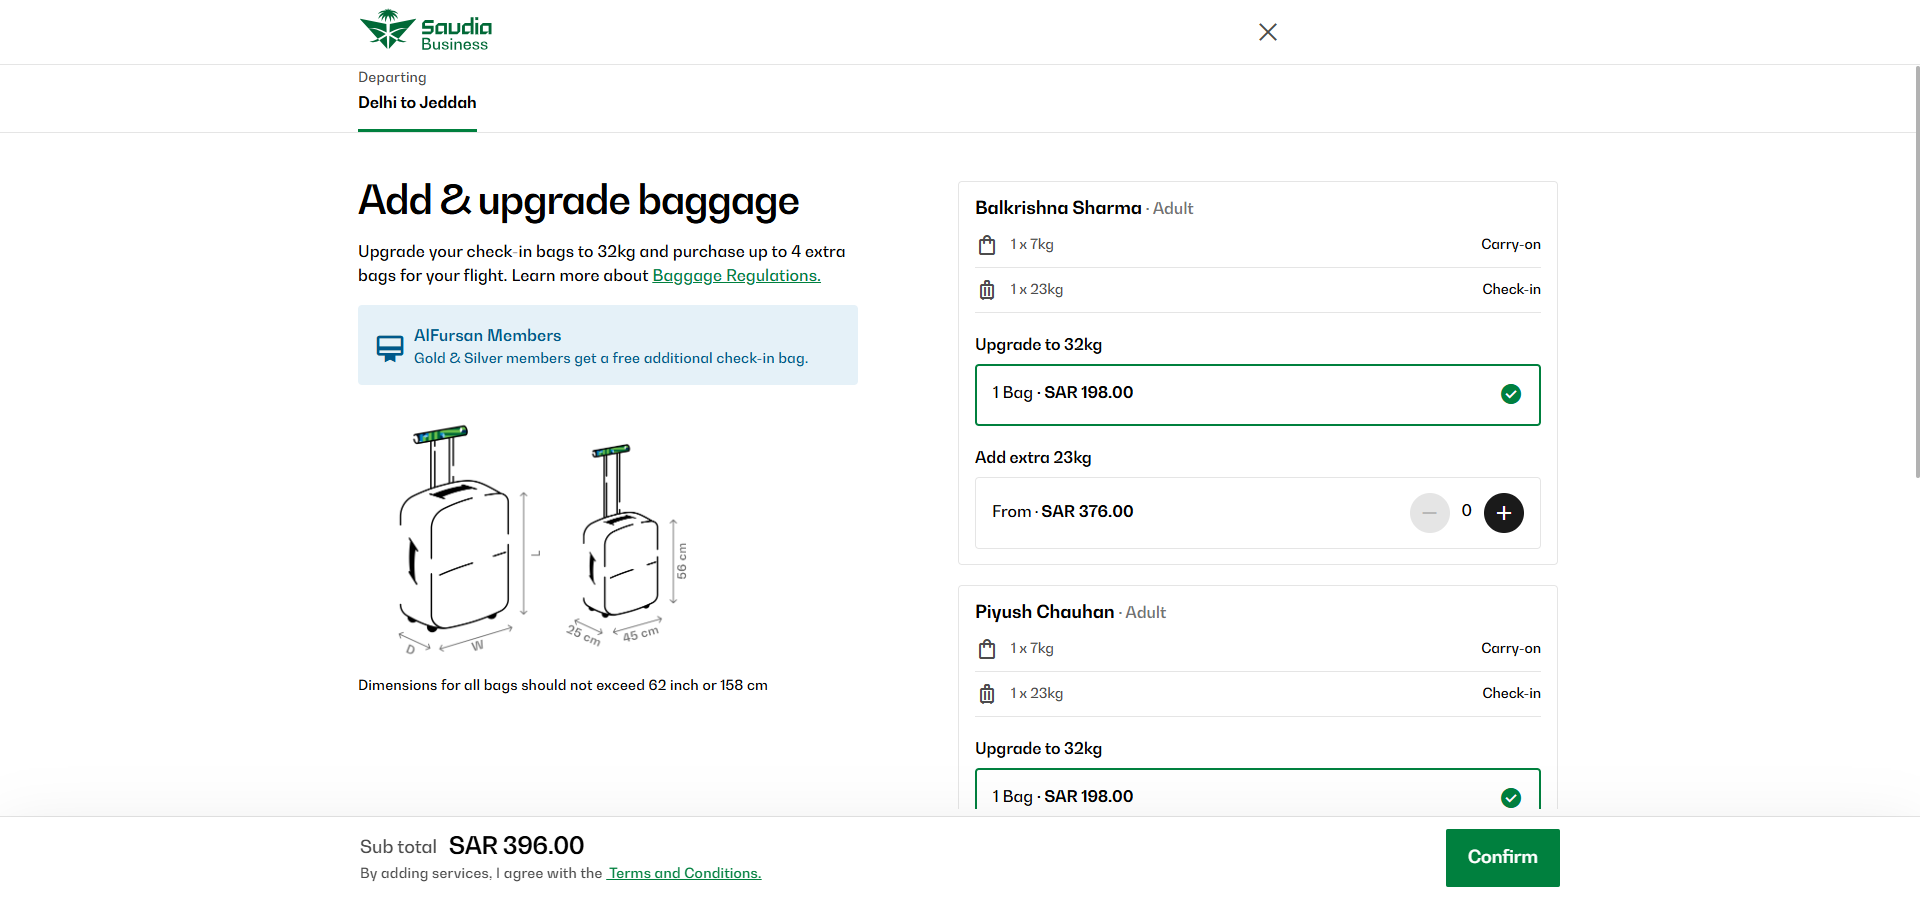 Saudia
Business
Departing
Delhi to Jeddah
Add & upgrade baggage
Upgrade your check-in bags to 32kg and purchase up to 4 extra
bags for your flight. Learn more about Baggage Regulations.
AlFursan Members
Gold & Silver members get a free additional check-in bag.
L
D
W
56 cm
25 cm
45 cm
Dimensions for all bags should not exceed 62 inch or 158 cm
Balkrishna Sharma · Adult
1 x 7kg Carry-on
1 x 23kg Check-in
Upgrade to 32kg
1 Bag · SAR 198.00
Add extra 23kg
From · SAR 376.00 0
Piyush Chauhan · Adult
1 x 7kg Carry-on
1 x 23kg Check-in
Upgrade to 32kg
1 Bag · SAR 198.00
Sub total SAR 396.00
By adding services, I agree with the Terms and Conditions.
Confirm